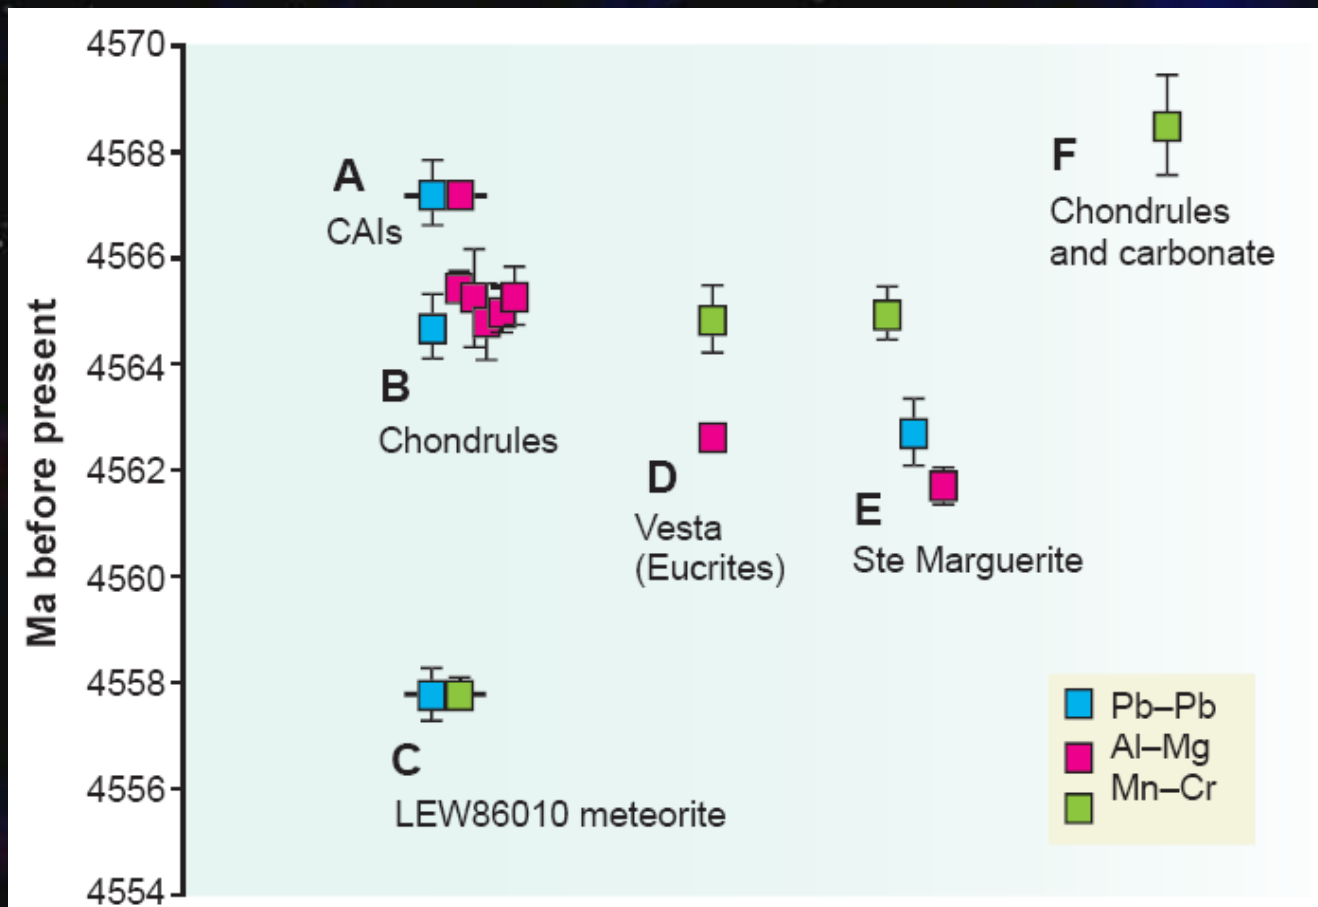 Ma before present
4570
4568
4566
4564
4562
4560
4558
4556
4554
A
CAIs
B
Chondrules
C
LEW86010 meteorite
D
Vesta
(Eucrites)
E
Ste Marguerite
F
Chondrules
and carbonate
Pb–Pb
Al–Mg
Mn–Cr